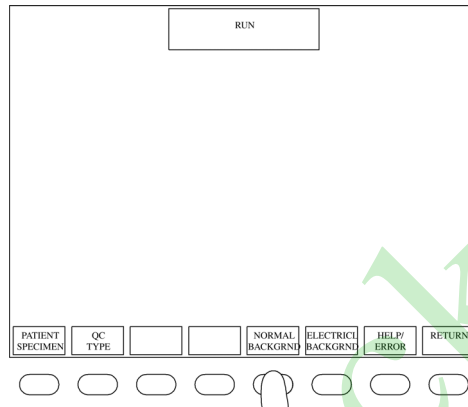 RUN
PATIENT SPECIMEN
QC TYPE
NORMAL BACKGRND
ELECTRICL BACKGRND
HELP/ ERROR
RETURN